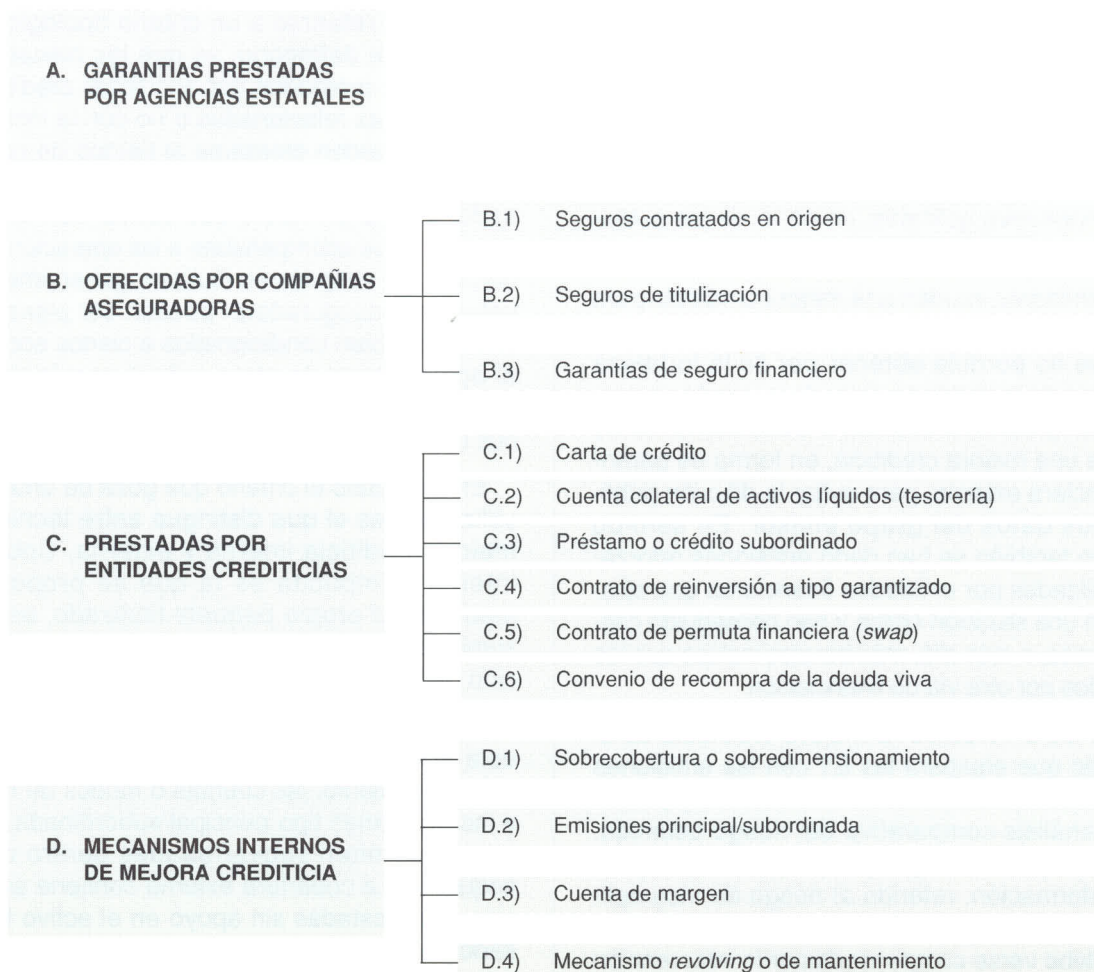 A. GARANTIAS PRESTADAS
POR AGENCIAS ESTATALES
B. OFRECIDAS POR COMPAÑIAS
ASEGURADORAS
B.1) Seguros contratados en origen
B.2) Seguros de titulización
B.3) Garantías de seguro financiero
C. PRESTADAS POR
ENTIDADES CREDITICIAS
C.1) Carta de crédito
C.2) Cuenta colateral de activos líquidos (tesorería)
C.3) Préstamo o crédito subordinado
C.4) Contrato de reinversión a tipo garantizado
C.5) Contrato de permuta financiera (swap)
C.6) Convenio de recompra de la deuda viva
D. MECANISMOS INTERNOS
DE MEJORA CREDITICIA
D.1) Sobrecobertura o sobredimensionamiento
D.2) Emisiones principal/subordinada
D.3) Cuenta de margen
D.4) Mecanismo revolving o de mantenimiento